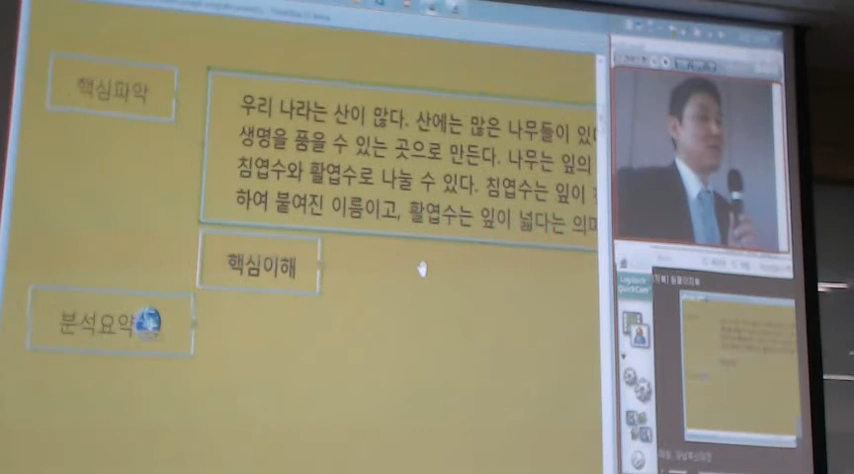 핵심파악
우리 나라는 산이 많다. 산에는 많은 나무들이 있
생명을 품을 수 있는 곳으로 만든다. 나무는 잎의
침엽수와 활엽수로 나눌 수 있다. 침엽수는 잎이
하여 붙여진 이름이고, 활엽수는 잎이 넓다는 의미
핵심이해
분석요약
Logitech
QuickCam